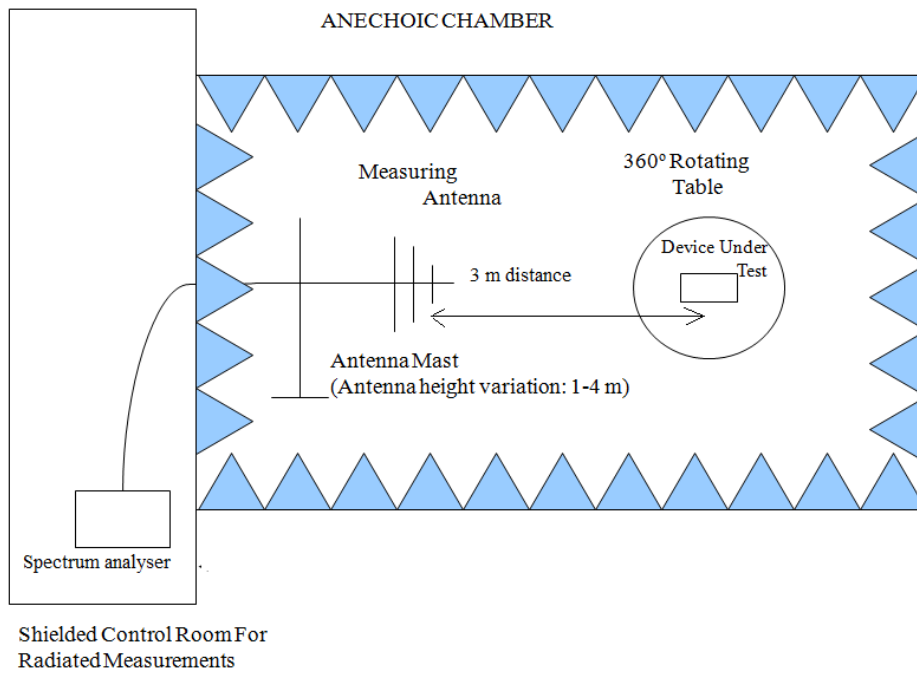 ANECHOIC CHAMBER
Measuring
Antenna
360º Rotating
Table
Device Under
Test
3 m distance
Antenna Mast
(Antenna height variation: 1-4 m)
Spectrum analyser
Shielded Control Room For
Radiated Measurements